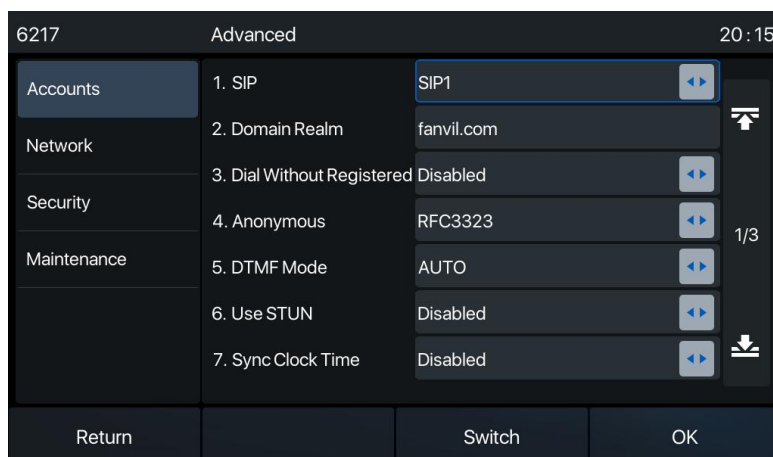 6217 Advanced 20:15
Accounts
Network
Security
Maintenance
1. SIP SIP1
2. Domain Realm fanvil.com
3. Dial Without Registered Disabled
4. Anonymous RFC3323
5. DTMF Mode AUTO
6. Use STUN Disabled
7. Sync Clock Time Disabled
1/3
Return Switch OK